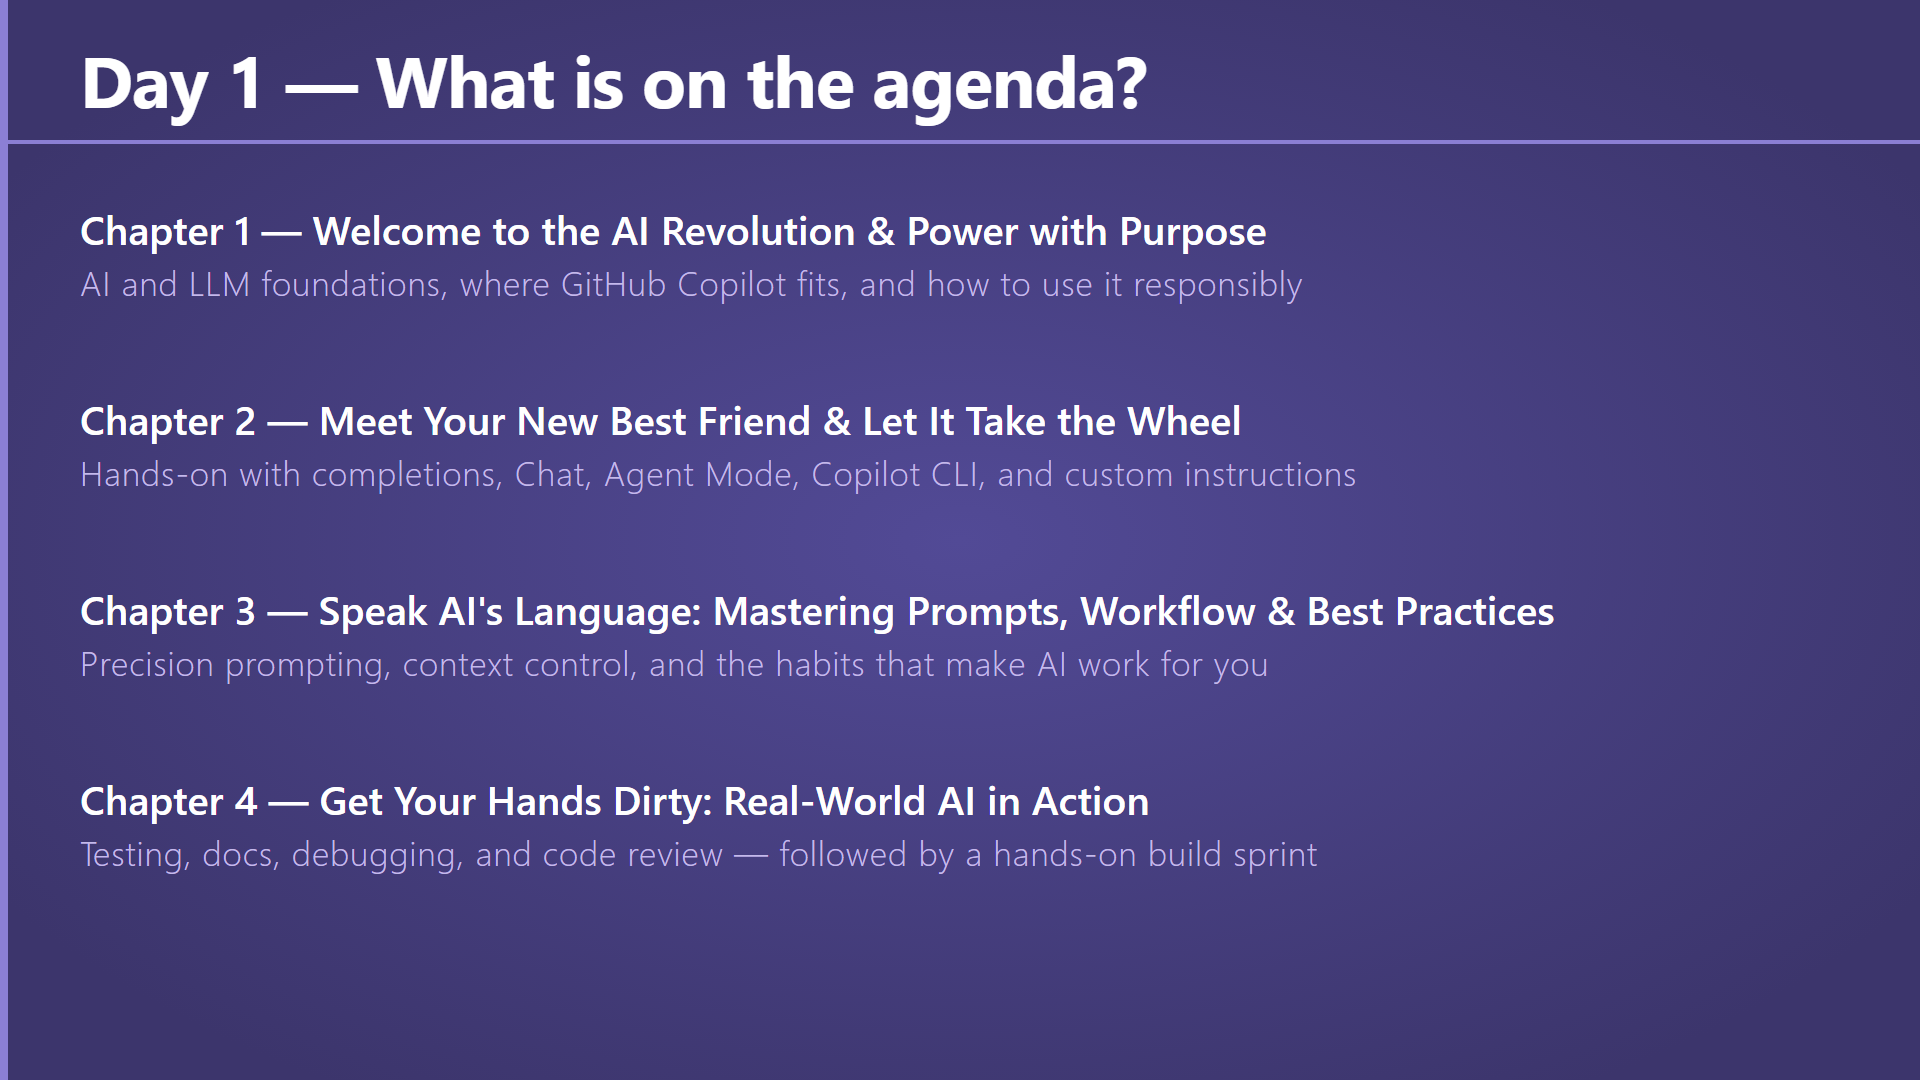 Day 1 — What is on the agenda?
Chapter 1 — Welcome to the AI Revolution & Power with Purpose
AI and LLM foundations, where GitHub Copilot fits, and how to use it responsibly
Chapter 2 — Meet Your New Best Friend & Let It Take the Wheel
Hands-on with completions, Chat, Agent Mode, Copilot CLI, and custom instructions
Chapter 3 — Speak AI's Language: Mastering Prompts, Workflow & Best Practices
Precision prompting, context control, and the habits that make AI work for you
Chapter 4 — Get Your Hands Dirty: Real-World AI in Action
Testing, docs, debugging, and code review — followed by a hands-on build sprint